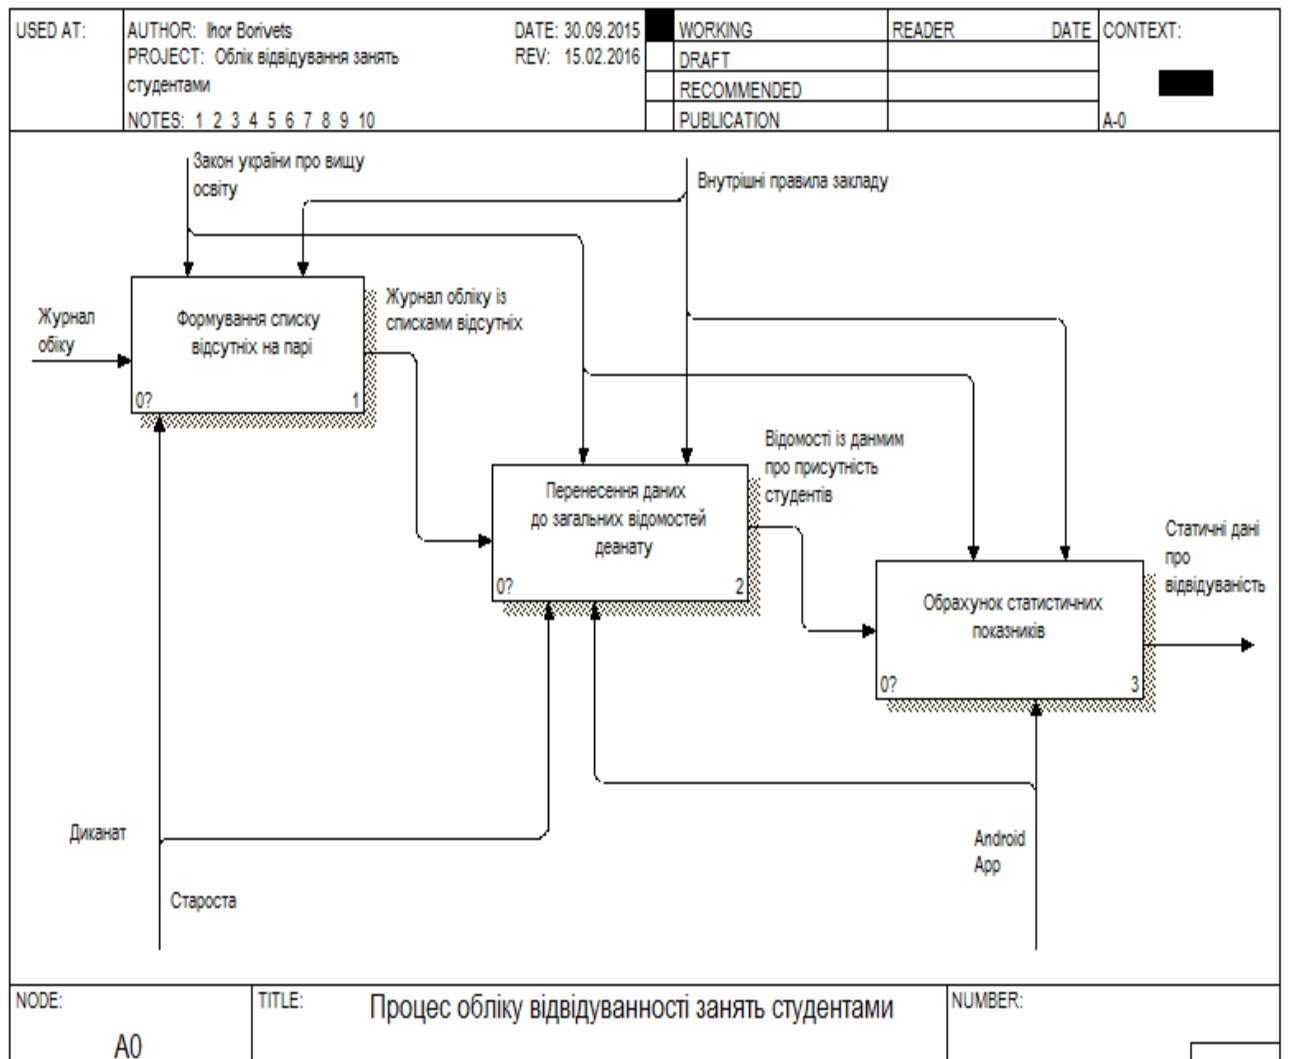 USED AT:
AUTHOR: Ihor Borivets
DATE: 30.09.2015
PROJECT: Облік відвідування занять
REV: 15.02.2016
студентами
NOTES: 1 2 3 4 5 6 7 8 9 10
WORKING
DRAFT
RECOMMENDED
PUBLICATION
READER
DATE
CONTEXT:
A-0
Закон україни про вищу
освіту
Внутрішні правила закладу
Журнал
обіку
Формування списку
відсутніх на парі
0?
1
Журнал обліку із
списками відсутніх
Перенесення даних
до загальних відомостей
деанату
0?
2
Відомості із данмим
про присутність
студентів
Обрахунок статистичних
показників
0?
3
Статичні дані
про
відвідуваність
Диканат
Староста
Android
App
NODE:
A0
TITLE:
Процес обліку відвідуванності занять студентами
NUMBER: